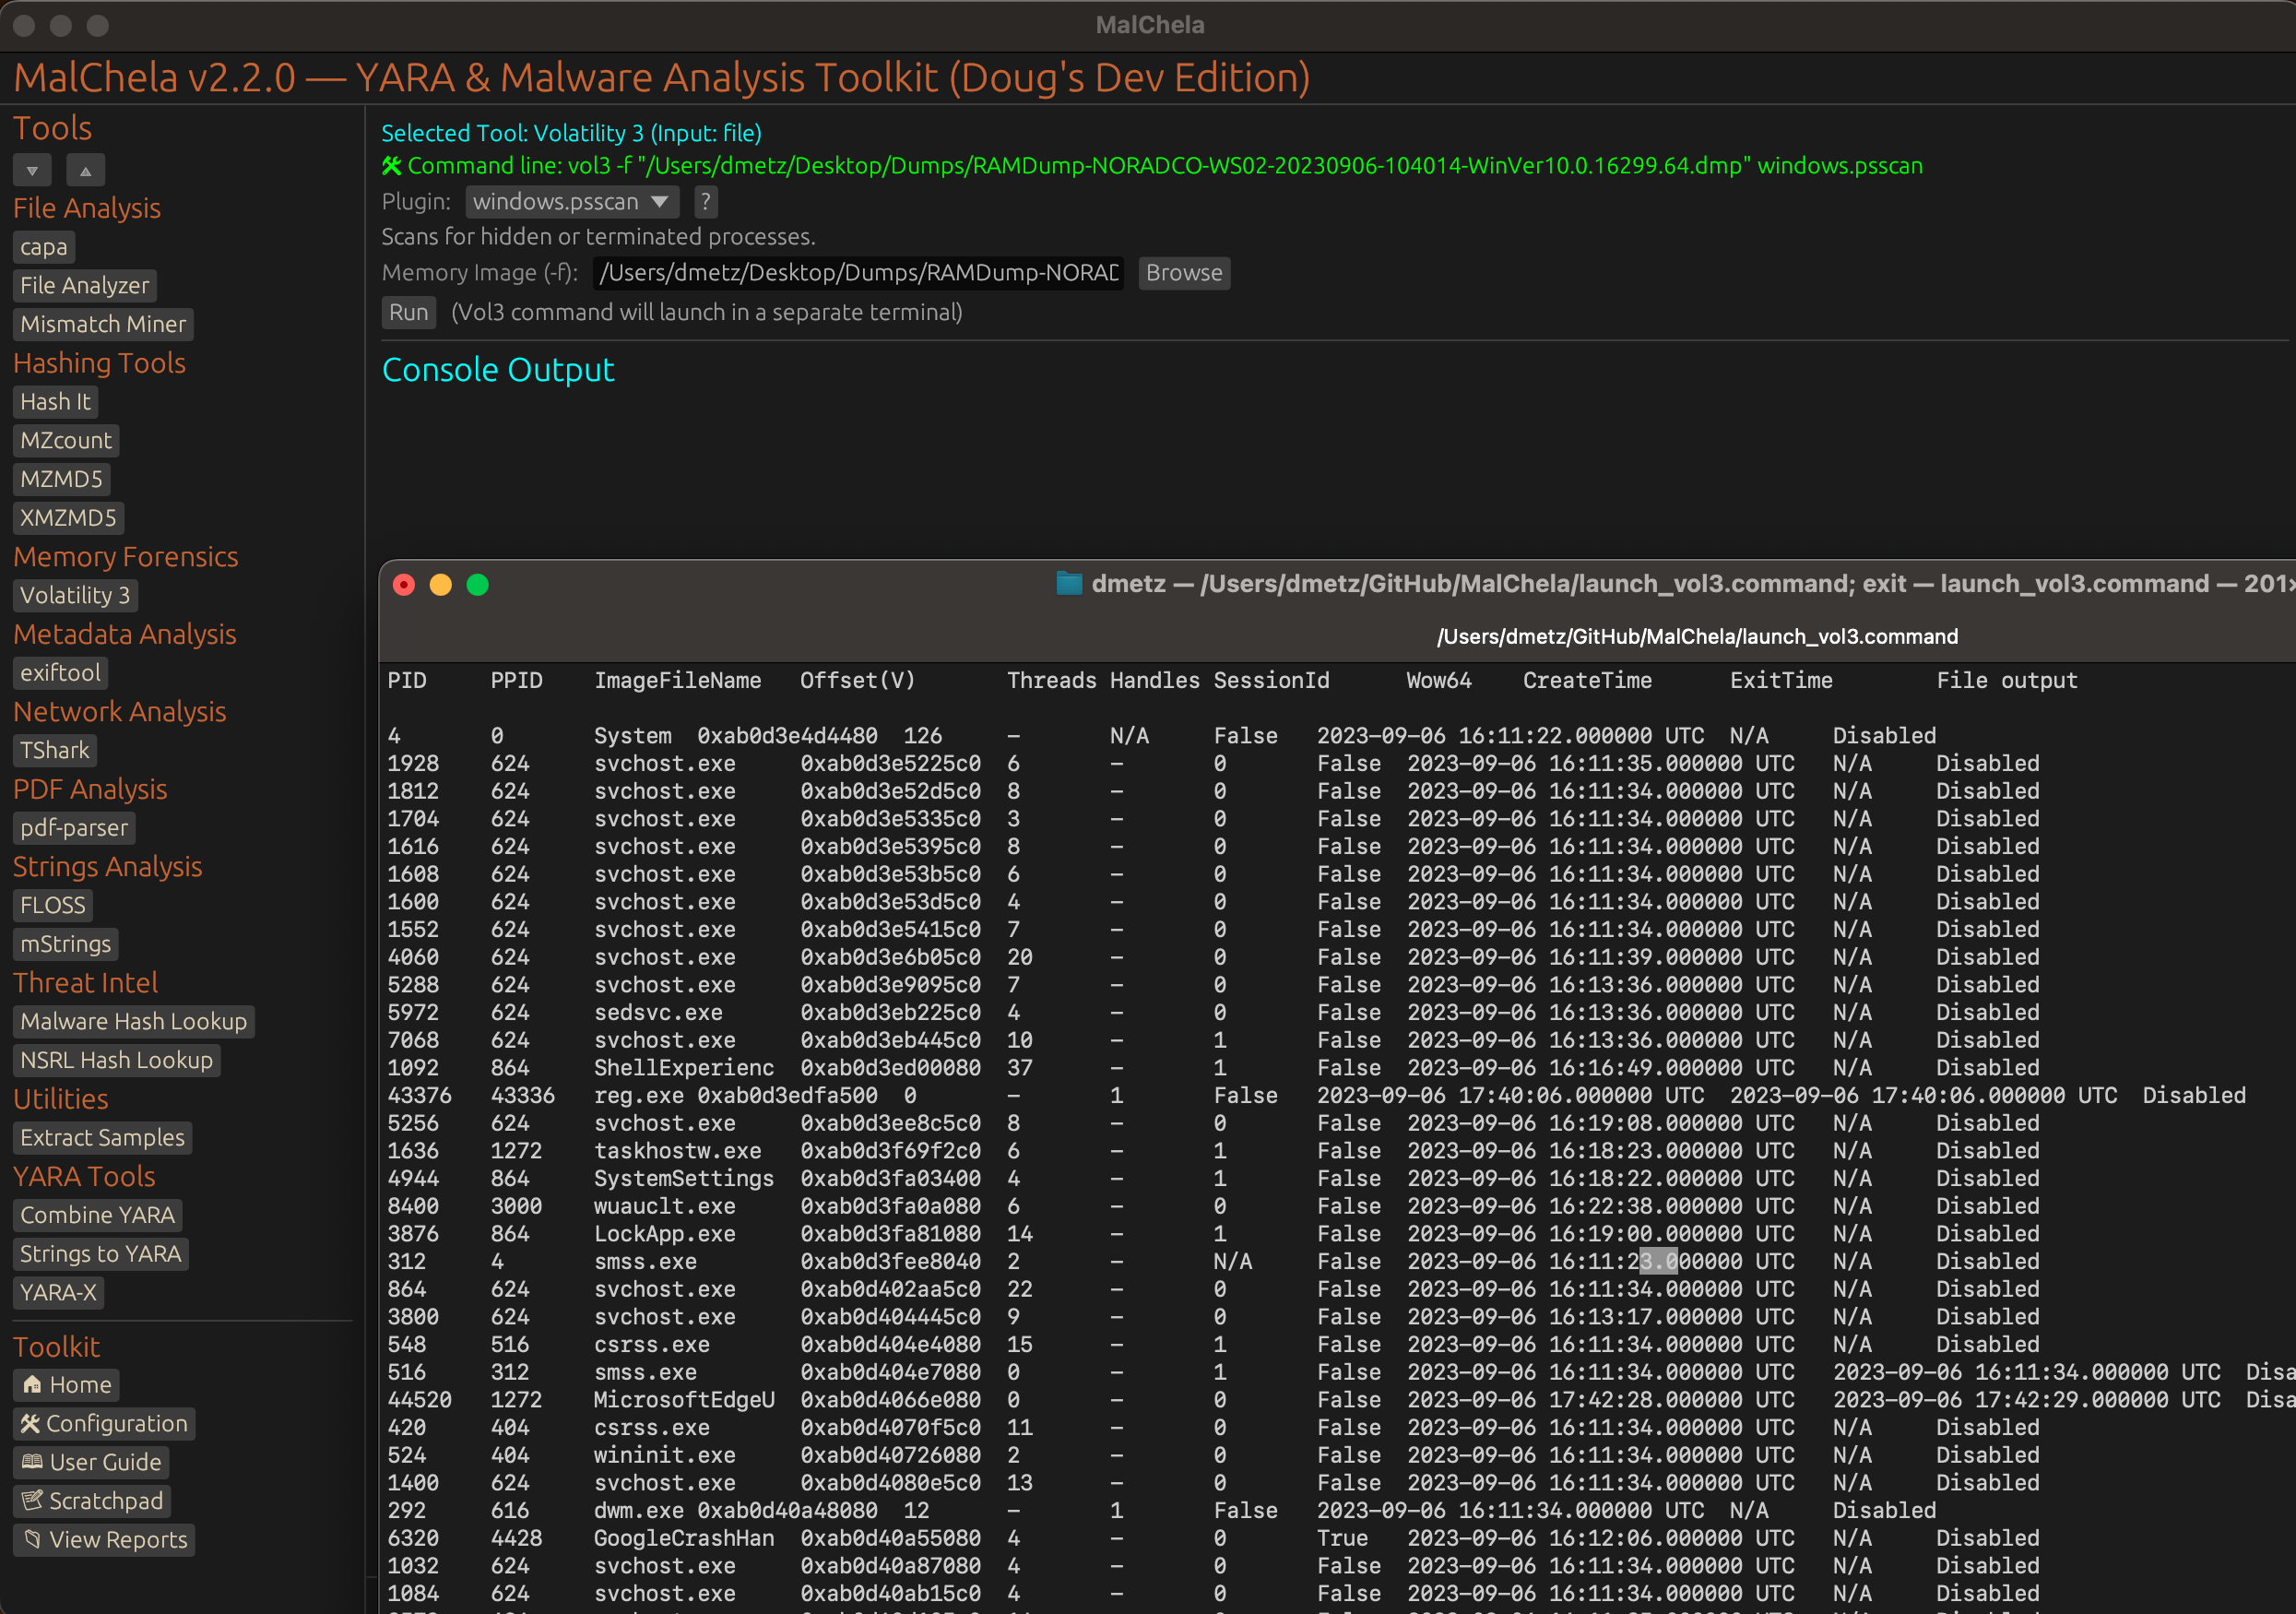 MalChela
MalChela v2.2.0 — YARA & Malware Analysis Toolkit (Doug's Dev Edition)
Tools
▼ ▲
File Analysis
capa
File Analyzer
Mismatch Miner
Hashing Tools
Hash It
MZcount
MZMD5
XMZMD5
Memory Forensics
Volatility 3
Metadata Analysis
exiftool
Network Analysis
TShark
PDF Analysis
pdf-parser
Strings Analysis
FLOSS
mStrings
Threat Intel
Malware Hash Lookup
NSRL Hash Lookup
Utilities
Extract Samples
YARA Tools
Combine YARA
Strings to YARA
YARA-X
Toolkit
Home
Configuration
User Guide
Scratchpad
View Reports
Selected Tool: Volatility 3 (Input: file)
Command line: vol3 -f "/Users/dmetz/Desktop/Dumps/RAMDump-NORADCO-WS02-20230906-104014-WinVer10.0.16299.64.dmp" windows.psscan
Plugin: windows.psscan ▼ ?
Scans for hidden or terminated processes.
Memory Image (-f): /Users/dmetz/Desktop/Dumps/RAMDump-NORAD Browse
Run (Vol3 command will launch in a separate terminal)
Console Output
dmetz — /Users/dmetz/GitHub/MalChela/launch_vol3.command; exit — launch_vol3.command — 201×
/Users/dmetz/GitHub/MalChela/launch_vol3.command
PID PPID ImageFileName Offset(V) Threads Handles SessionId Wow64 CreateTime ExitTime File output
4 0 System 0xab0d3e4d4480 126 - N/A False 2023-09-06 16:11:22.000000 UTC N/A Disabled
1928 624 svchost.exe 0xab0d3e5225c0 6 - 0 False 2023-09-06 16:11:35.000000 UTC N/A Disabled
1812 624 svchost.exe 0xab0d3e52d5c0 8 - 0 False 2023-09-06 16:11:34.000000 UTC N/A Disabled
1704 624 svchost.exe 0xab0d3e5335c0 3 - 0 False 2023-09-06 16:11:34.000000 UTC N/A Disabled
1616 624 svchost.exe 0xab0d3e5395c0 8 - 0 False 2023-09-06 16:11:34.000000 UTC N/A Disabled
1608 624 svchost.exe 0xab0d3e53b5c0 6 - 0 False 2023-09-06 16:11:34.000000 UTC N/A Disabled
1600 624 svchost.exe 0xab0d3e53d5c0 4 - 0 False 2023-09-06 16:11:34.000000 UTC N/A Disabled
1552 624 svchost.exe 0xab0d3e5415c0 7 - 0 False 2023-09-06 16:11:34.000000 UTC N/A Disabled
4060 624 svchost.exe 0xab0d3e6b05c0 20 - 0 False 2023-09-06 16:11:39.000000 UTC N/A Disabled
5288 624 svchost.exe 0xab0d3e9095c0 7 - 0 False 2023-09-06 16:13:36.000000 UTC N/A Disabled
5972 624 sedsvc.exe 0xab0d3eb225c0 4 - 0 False 2023-09-06 16:13:36.000000 UTC N/A Disabled
7068 624 svchost.exe 0xab0d3eb445c0 10 - 1 False 2023-09-06 16:13:36.000000 UTC N/A Disabled
1092 864 ShellExperienc 0xab0d3ed00080 37 - 1 False 2023-09-06 16:16:49.000000 UTC N/A Disabled
43376 43336 reg.exe 0xab0d3edfa500 0 - 1 False 2023-09-06 17:40:06.000000 UTC 2023-09-06 17:40:06.000000 UTC Disabled
5256 624 svchost.exe 0xab0d3ee8c5c0 8 - 0 False 2023-09-06 16:19:08.000000 UTC N/A Disabled
1636 1272 taskhostw.exe 0xab0d3f69f2c0 6 - 1 False 2023-09-06 16:18:23.000000 UTC N/A Disabled
4944 864 SystemSettings 0xab0d3fa03400 4 - 1 False 2023-09-06 16:18:22.000000 UTC N/A Disabled
8400 3000 wuauclt.exe 0xab0d3fa0a080 6 - 0 False 2023-09-06 16:22:38.000000 UTC N/A Disabled
3876 864 LockApp.exe 0xab0d3fa81080 14 - 1 False 2023-09-06 16:19:00.000000 UTC N/A Disabled
312 4 smss.exe 0xab0d3fee8040 2 - N/A False 2023-09-06 16:11:23.000000 UTC N/A Disabled
864 624 svchost.exe 0xab0d402aa5c0 22 - 0 False 2023-09-06 16:11:34.000000 UTC N/A Disabled
3800 624 svchost.exe 0xab0d404445c0 9 - 0 False 2023-09-06 16:13:17.000000 UTC N/A Disabled
548 516 csrss.exe 0xab0d404e4080 15 - 1 False 2023-09-06 16:11:34.000000 UTC N/A Disabled
516 312 smss.exe 0xab0d404e7080 0 - 1 False 2023-09-06 16:11:34.000000 UTC 2023-09-06 16:11:34.000000 UTC Disa
44520 1272 MicrosoftEdgeU 0xab0d4066e080 0 - 0 False 2023-09-06 17:42:28.000000 UTC 2023-09-06 17:42:29.000000 UTC Disa
420 404 csrss.exe 0xab0d4070f5c0 11 - 0 False 2023-09-06 16:11:34.000000 UTC N/A Disabled
524 404 wininit.exe 0xab0d40726080 2 - 0 False 2023-09-06 16:11:34.000000 UTC N/A Disabled
1400 624 svchost.exe 0xab0d4080e5c0 13 - 0 False 2023-09-06 16:11:34.000000 UTC N/A Disabled
292 616 dwm.exe 0xab0d40a48080 12 - 1 False 2023-09-06 16:11:34.000000 UTC N/A Disabled
6320 4428 GoogleCrashHan 0xab0d40a55080 4 - 0 True 2023-09-06 16:12:06.000000 UTC N/A Disabled
1032 624 svchost.exe 0xab0d40a87080 4 - 0 False 2023-09-06 16:11:34.000000 UTC N/A Disabled
1084 624 svchost.exe 0xab0d40ab15c0 4 - 0 False 2023-09-06 16:11:34.000000 UTC N/A Disabled